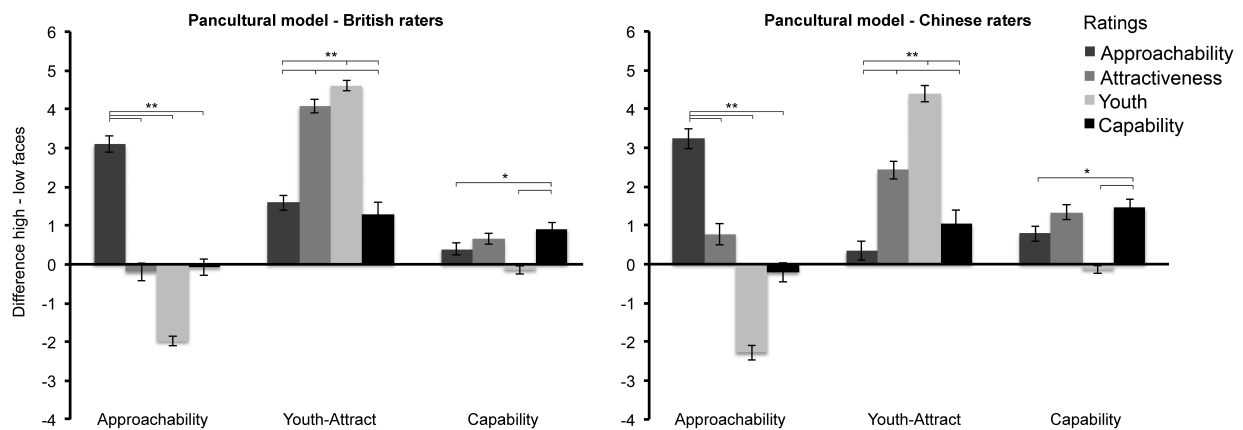 Pancultural model - British raters
Difference high - low faces
6
5
4
3
2
1
0
-1
-2
-3
-4
**
**
*
Approachability
Youth-Attract
Capability
Pancultural model - Chinese raters
6
5
4
3
2
1
0
-1
-2
-3
-4
**
**
*
Approachability
Youth-Attract
Capability
Ratings
Approachability
Attractiveness
Youth
Capability